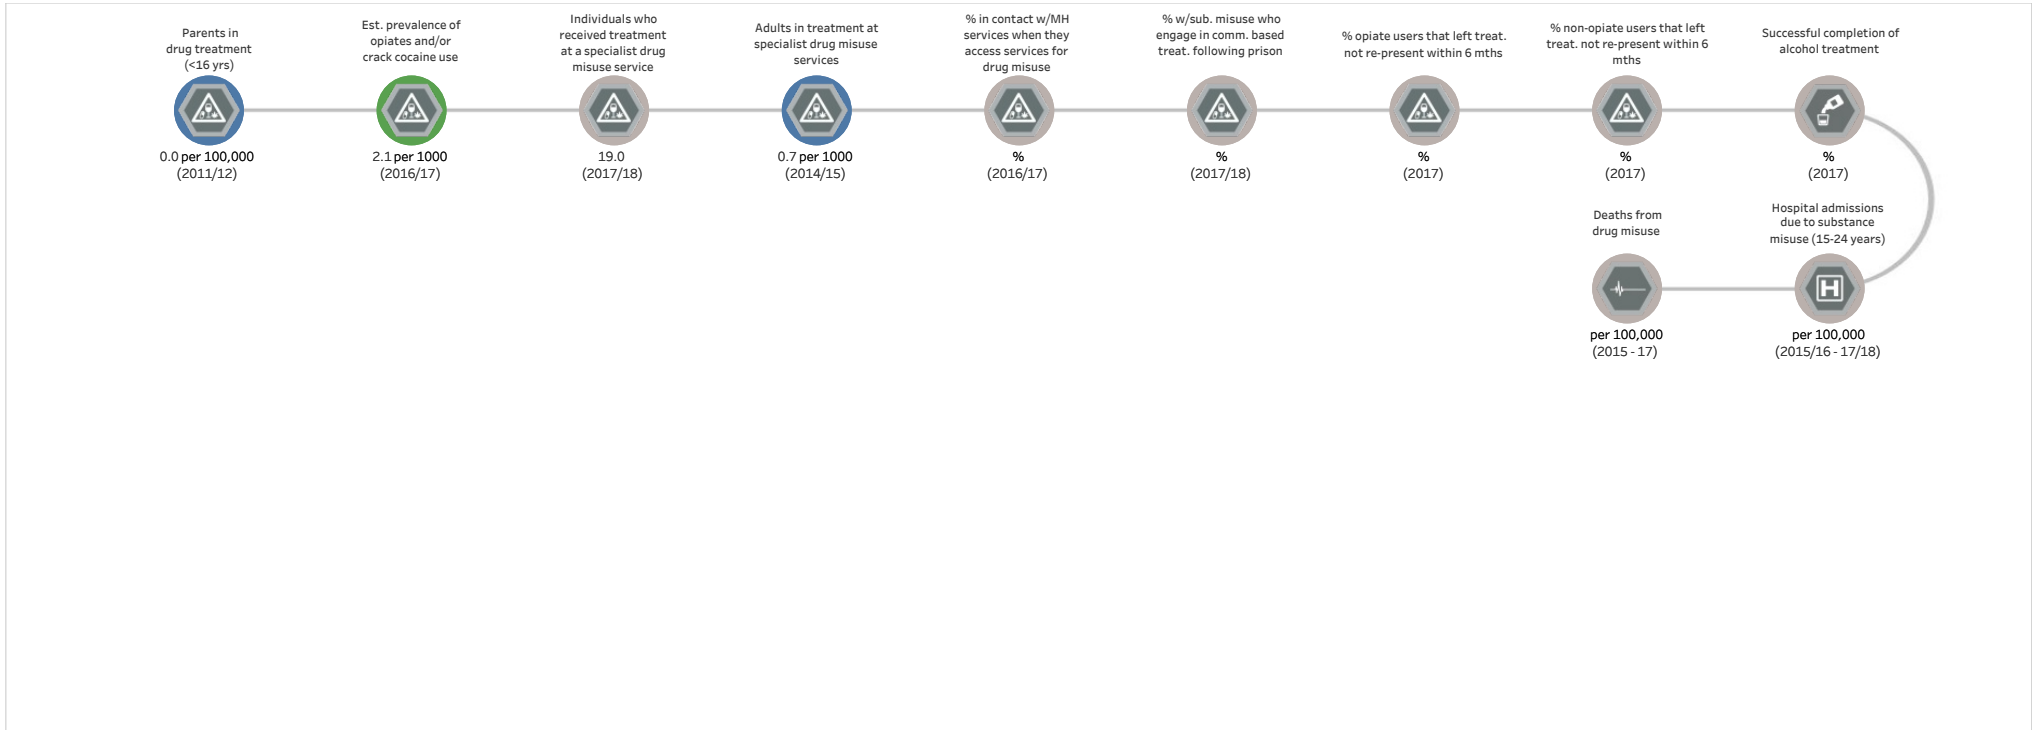 Parents in
drug treatment
(<16 yrs)
0.0 per 100,000
(2011/12)
Est. prevalence of
opiates and/or
crack cocaine use
2.1 per 1000
(2016/17)
Individuals who
received treatment
at a specialist drug
misuse service
19.0
(2017/18)
Adults in treatment at
specialist drug misuse
services
0.7 per 1000
(2014/15)
% in contact w/MH
services when they
access services for
drug misuse
%
(2016/17)
% w/sub. misuse who
engage in comm. based
treat. following prison
%
(2017/18)
% opiate users that left treat.
not re-present within 6 mths
%
(2017)
% non-opiate users that left
treat. not re-present within 6
mths
%
(2017)
Successful completion of
alcohol treatment
%
(2017)
Deaths from
drug misuse
per 100,000
(2015 - 17)
Hospital admissions
due to substance
misuse (15-24 years)
H
per 100,000
(2015/16 - 17/18)